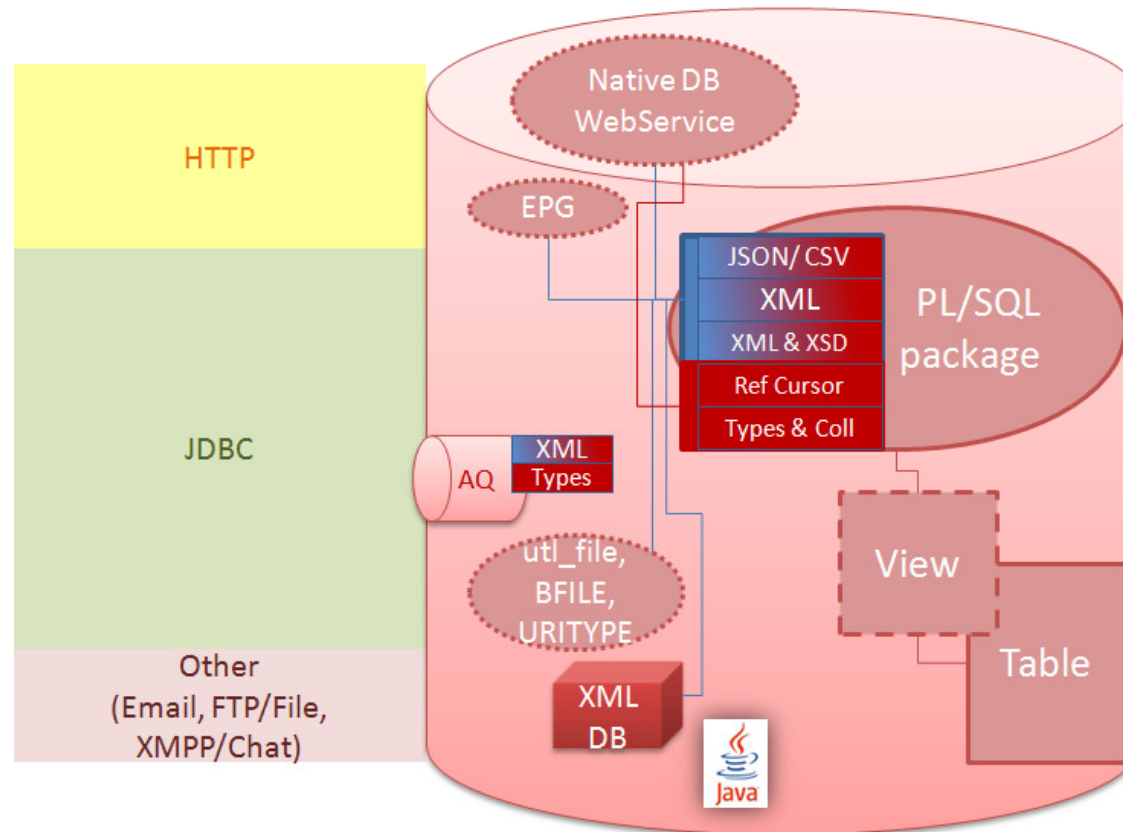 HTTP
JDBC
Other
(Email, FTP/File,
XMPP/Chat)
Native DB
WebService
EPG
JSON/ CSV
XML
XML & XSD
Ref Cursor
Types & Coll
PL/SQL
package
AQ
XML
Types
utl_file,
BFILE,
URITYPE
XML
DB
View
Table
Java